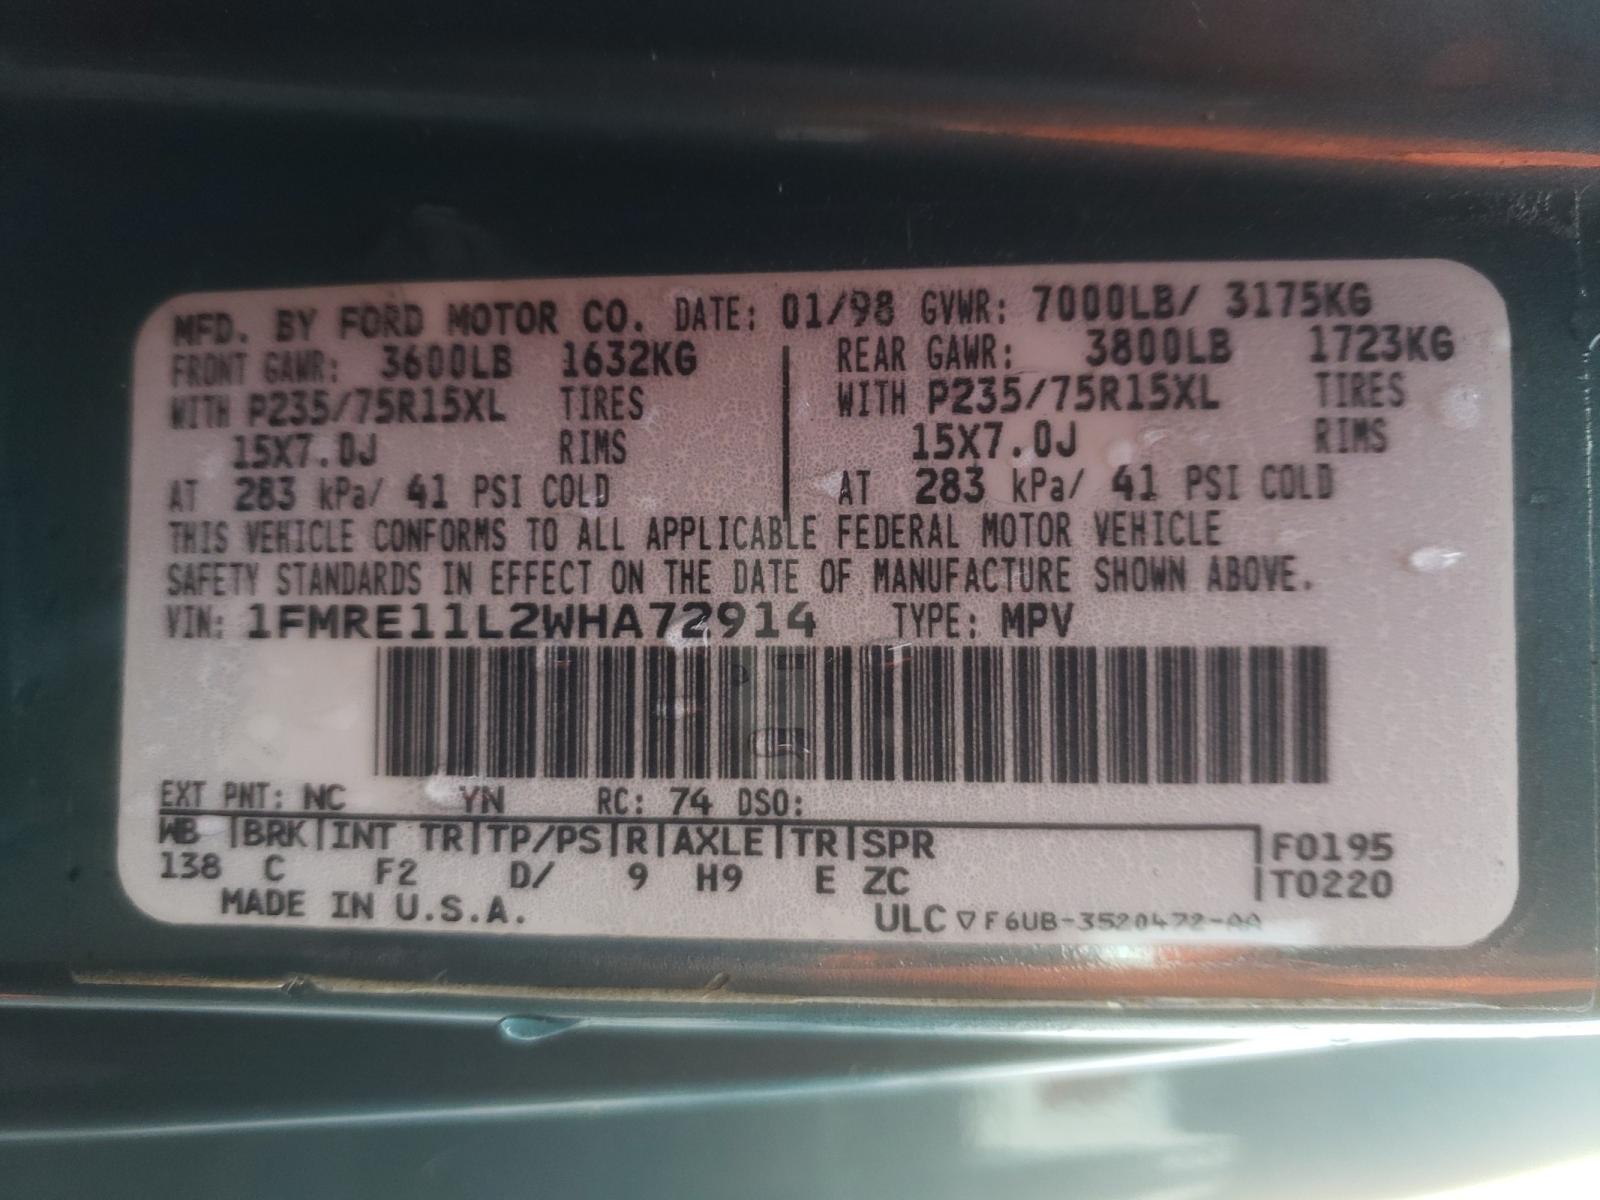 MFD. BY FORD MOTOR CO. DATE: 01/98 GVWR: 7000LB/ 3175KG
FRONT GAWR: 3600LB 1632KG REAR GAWR: 3800LB 1723KG
WITH P235/75R15XL TIRES WITH P235/75R15XL TIRES
15X7.0J RIMS 15X7.0J RIMS
AT 283 kPa/ 41 PSI COLD AT 283 kPa/ 41 PSI COLD
THIS VEHICLE CONFORMS TO ALL APPLICABLE FEDERAL MOTOR VEHICLE
SAFETY STANDARDS IN EFFECT ON THE DATE OF MANUFACTURE SHOWN ABOVE.
VIN: 1FMRE11L2WHA72914 TYPE: MPV
EXT PNT: NC YN RC: 74 DSO:
WB |BRK|INT TR|TP/PS|R|AXLE|TR|SPR F0195
138 C F2 D/ 9 H9 E ZC T0220
MADE IN U.S.A. ULC ▽ F6UB-3520472-AA